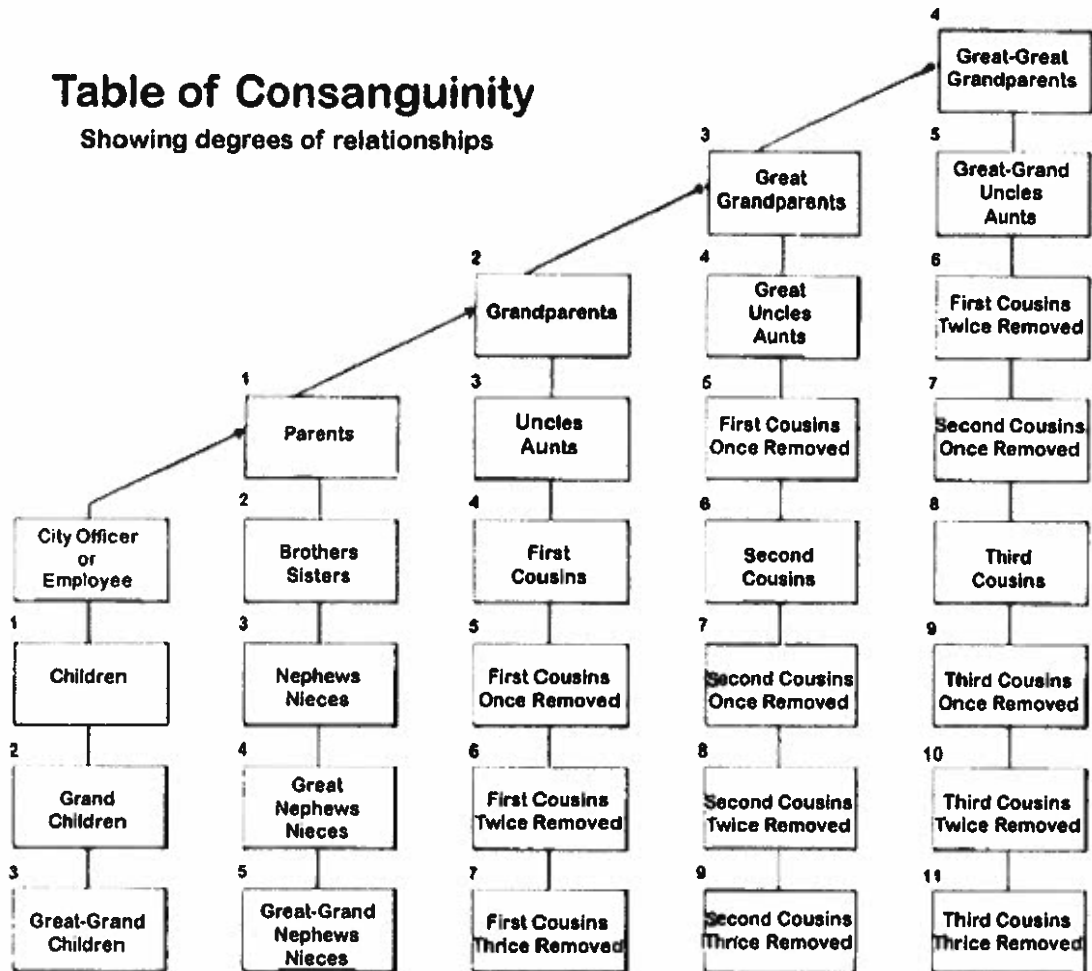 Table of Consanguinity
Showing degrees of relationships
4
Great-Great
Grandparents
3
Great
Grandparents
5
Great-Grand
Uncles
Aunts
2
Grandparents
4
Great
Uncles
Aunts
6
First Cousins
Twice Removed
1
Parents
3
Uncles
Aunts
5
First Cousins
Once Removed
7
Second Cousins
Once Removed
City Officer
or
Employee
2
Brothers
Sisters
4
First
Cousins
6
Second
Cousins
8
Third
Cousins
1
Children
3
Nephews
Nieces
5
First Cousins
Once Removed
7
Second Cousins
Once Removed
9
Third Cousins
Once Removed
2
Grand
Children
4
Great
Nephews
Nieces
6
First Cousins
Twice Removed
8
Second Cousins
Twice Removed
10
Third Cousins
Twice Removed
3
Great-Grand
Children
5
Great-Grand
Nephews
Nieces
7
First Cousins
Thrice Removed
9
Second Cousins
Thrice Removed
11
Third Cousins
Thrice Removed